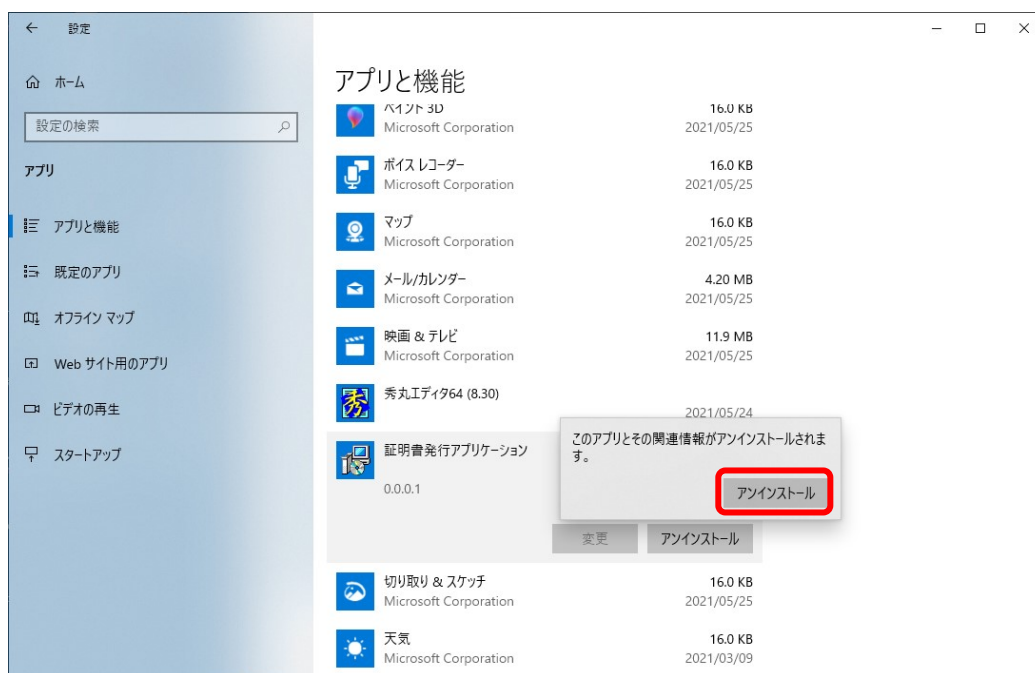 設定
ホーム
設定の検索
アプリ
アプリと機能
既定のアプリ
オフライン マップ
Web サイト用のアプリ
ビデオの再生
スタートアップ
アプリと機能
ペイント 3D 16.0 KB
Microsoft Corporation 2021/05/25
ボイス レコーダー 16.0 KB
Microsoft Corporation 2021/05/25
マップ 16.0 KB
Microsoft Corporation 2021/05/25
メール/カレンダー 4.20 MB
Microsoft Corporation 2021/05/25
映画 & テレビ 11.9 MB
Microsoft Corporation 2021/05/25
秀
秀丸エディタ64 (8.30)
2021/05/24
証明書発行アプリケーション
0.0.0.1
このアプリとその関連情報がアンインストールされま
す。
アンインストール
変更 アンインストール
切り取り & スケッチ 16.0 KB
Microsoft Corporation 2021/05/25
天気 16.0 KB
Microsoft Corporation 2021/03/09